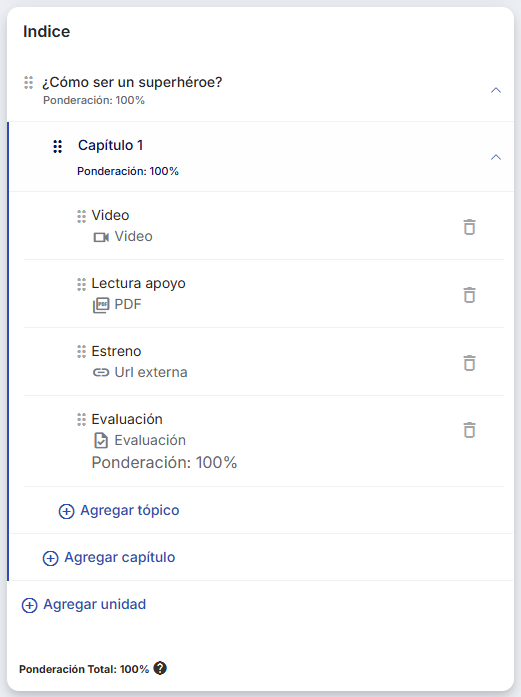 Indice
¿Cómo ser un superhéroe?
Ponderación: 100%
Capítulo 1
Ponderación: 100%
Video
Video
Lectura apoyo
PDF
PDF
Estreno
Url externa
Evaluación
Evaluación
Ponderación: 100%
Agregar tópico
Agregar capítulo
Agregar unidad
Ponderación Total: 100% ?